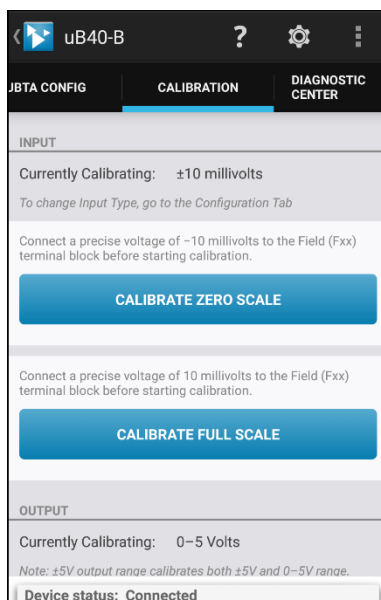 uB40-B
?
JBTA CONFIG
CALIBRATION
DIAGNOSTIC
CENTER
INPUT
Currently Calibrating: ±10 millivolts
To change Input Type, go to the Configuration Tab
Connect a precise voltage of −10 millivolts to the Field (Fxx)
terminal block before starting calibration.
CALIBRATE ZERO SCALE
Connect a precise voltage of 10 millivolts to the Field (Fxx)
terminal block before starting calibration.
CALIBRATE FULL SCALE
OUTPUT
Currently Calibrating: 0–5 Volts
Note: ±5V output range calibrates both ±5V and 0–5V range.
Device status: Connected